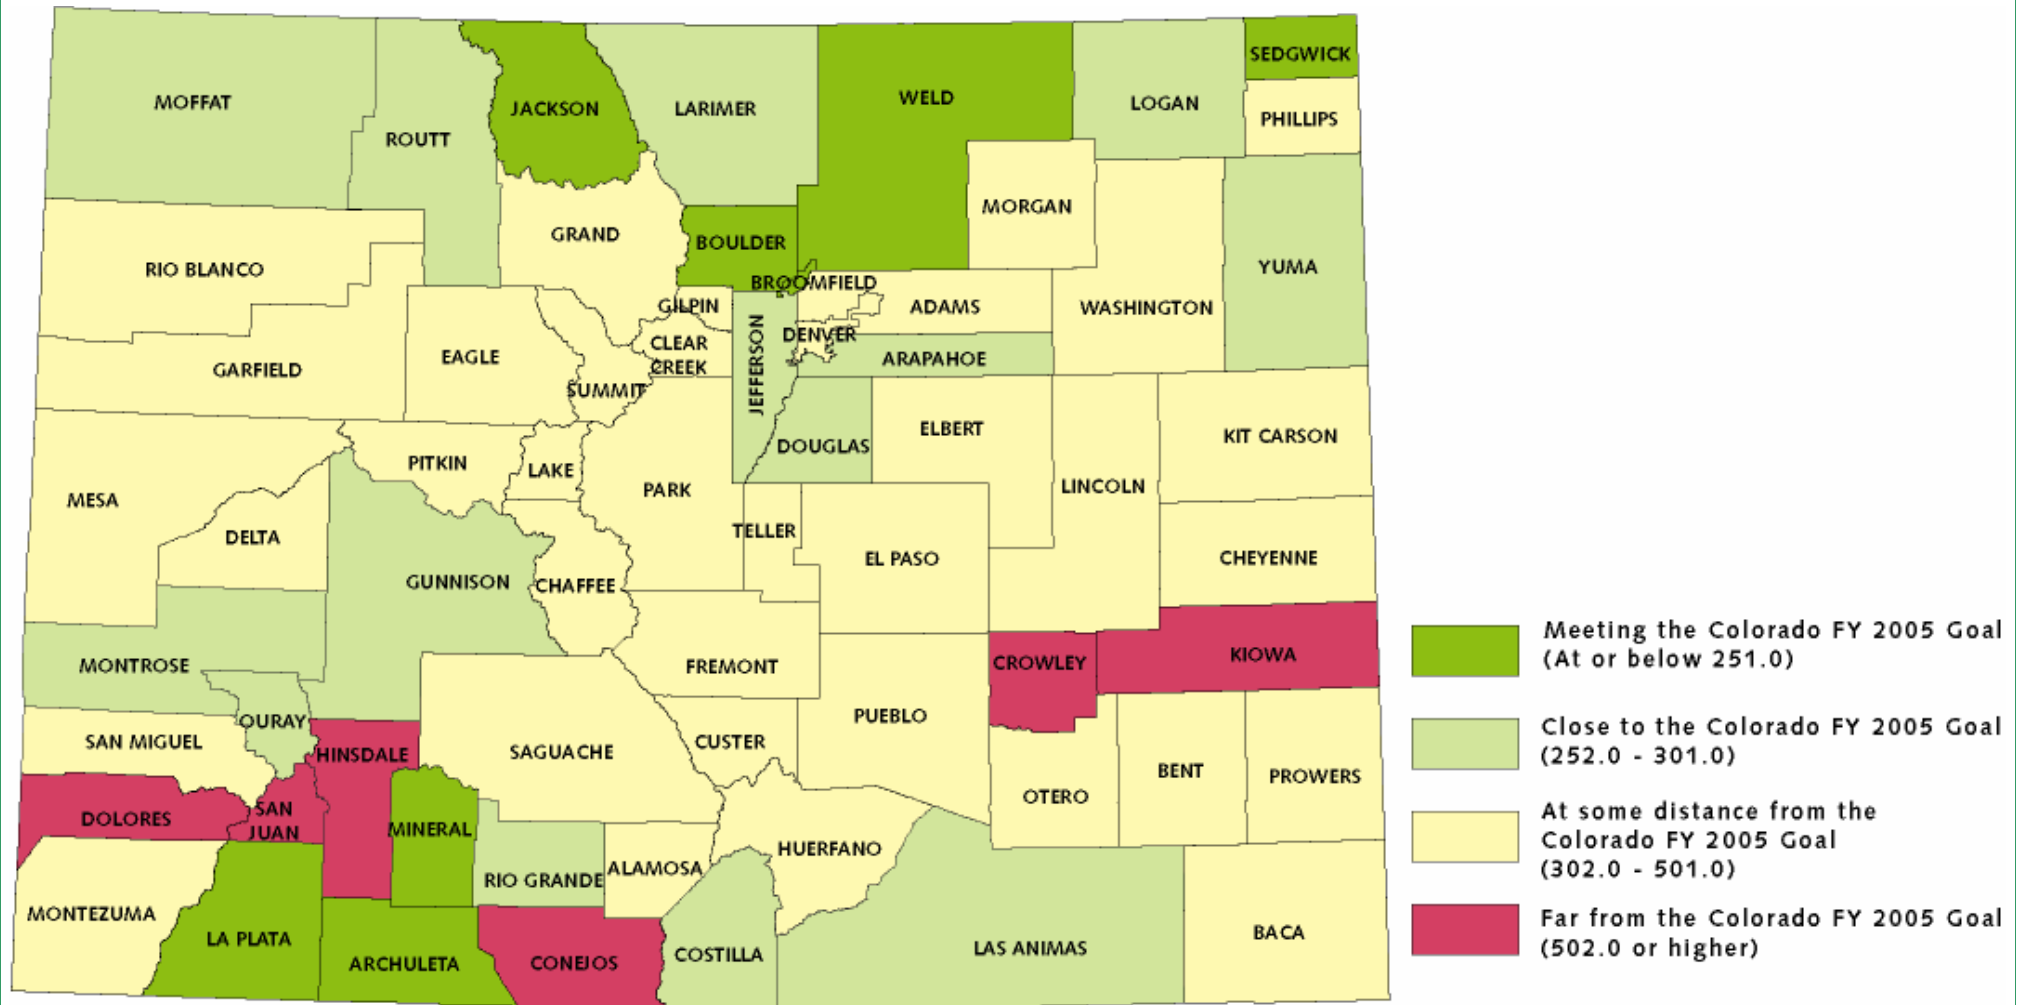 SEDGWICK
MOFFAT
JACKSON
LARIMER
WELD
LOGAN
PHILLIPS
ROUTT
MORGAN
GRAND
BOULDER
RIO BLANCO
YUMA
BROOMFIELD
GILPIN
ADAMS
WASHINGTON
DENVER
CLEAR
CREEK
JEFFERSON
ARAPAHOE
GARFIELD
EAGLE
SUMMIT
DOUGLAS
ELBERT
KIT CARSON
PITKIN
LAKE
PARK
LINCOLN
MESA
DELTA
TELLER
EL PASO
CHEYENNE
GUNNISON
CHAFFEE
MONTROSE
FREMONT
CROWLEY
KIOWA
OURAY
PUEBLO
SAN MIGUEL
HINSDALE
SAGUACHE
CUSTER
BENT
PROWERS
OTERO
DOLORES
SAN
JUAN
MINERAL
HUERFANO
RIO GRANDE
ALAMOSA
MONTEZUMA
LA PLATA
ARCHULETA
CONEJOS
COSTILLA
LAS ANIMAS
BACA
Meeting the Colorado FY 2005 Goal
(At or below 251.0)
Close to the Colorado FY 2005 Goal
(252.0 - 301.0)
At some distance from the
Colorado FY 2005 Goal
(302.0 - 501.0)
Far from the Colorado FY 2005 Goal
(502.0 or higher)